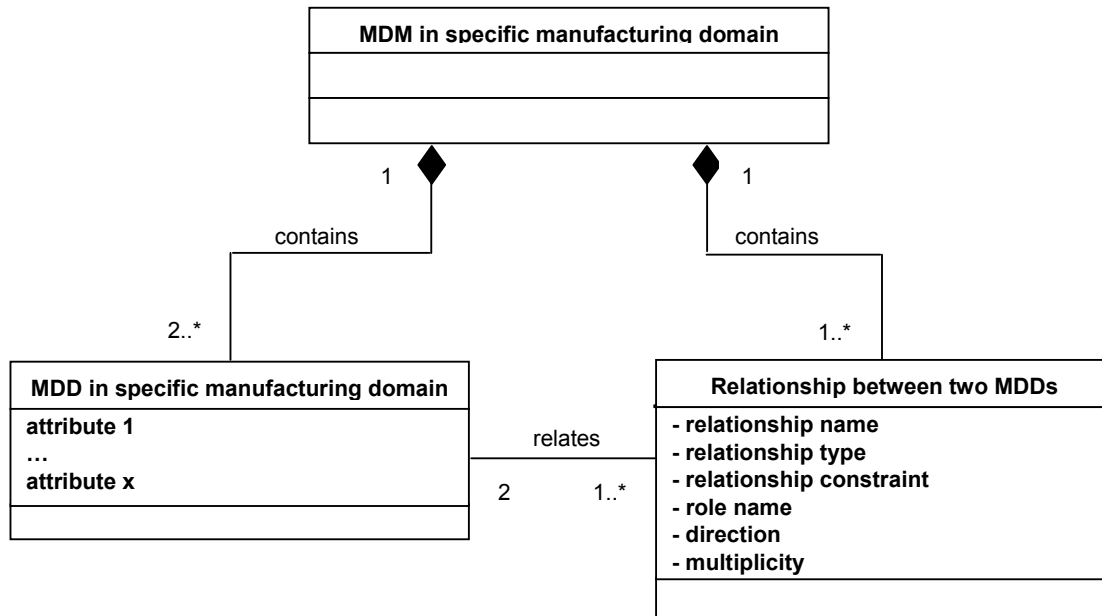 MDM in specific manufacturing domain
1
1
contains
contains
2..*
1..*
MDD in specific manufacturing domain
attribute 1
…
attribute x
relates
2
1..*
Relationship between two MDDs
- relationship name
- relationship type
- relationship constraint
- role name
- direction
- multiplicity